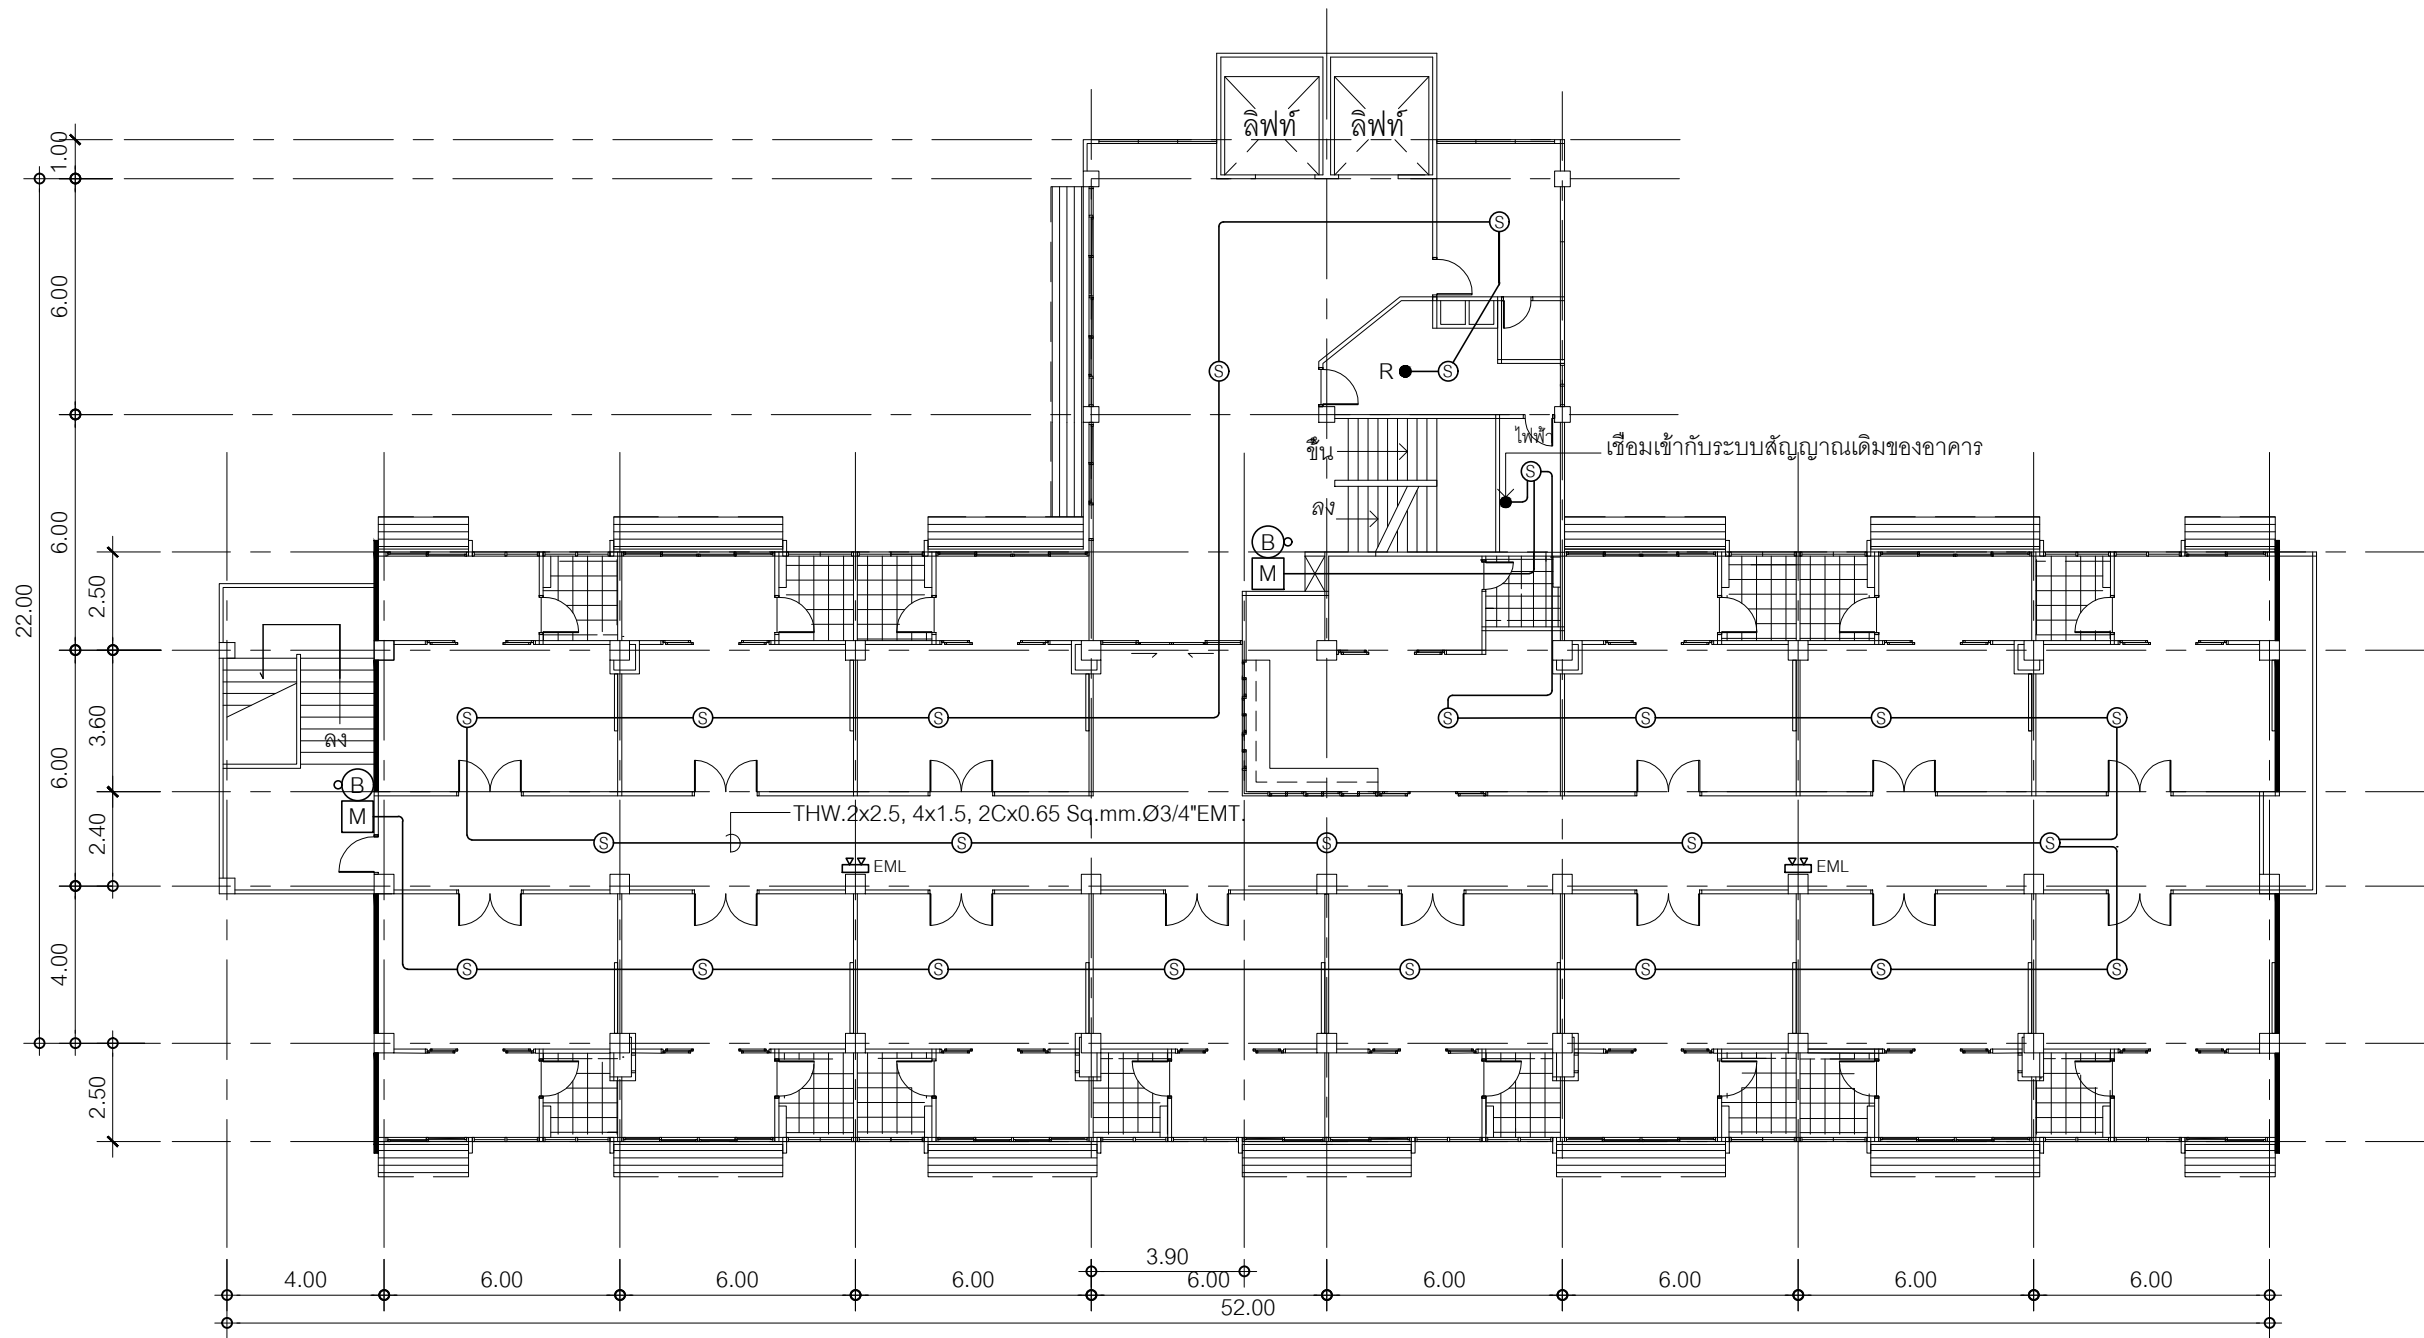 ลิฟท์ ลิฟท์
1.00
S
6.00
S
R S
ไฟฟ้า
เชื่อมเข้ากับระบบสัญญาณเดิมของอาคาร
ขึ้น
S
ลง
6.00
B
M
2.50
22.00
S S S S S S S
3.60
ลง
6.00
B
M
THW.2x2.5, 4x1.5, 2Cx0.65 Sq.mm.Ø3/4"EMT.
2.40
S S S S S
EML EML
4.00
S S S S S S S S
2.50
3.90
4.00 6.00 6.00 6.00 6.00 6.00 6.00 6.00 6.00
52.00